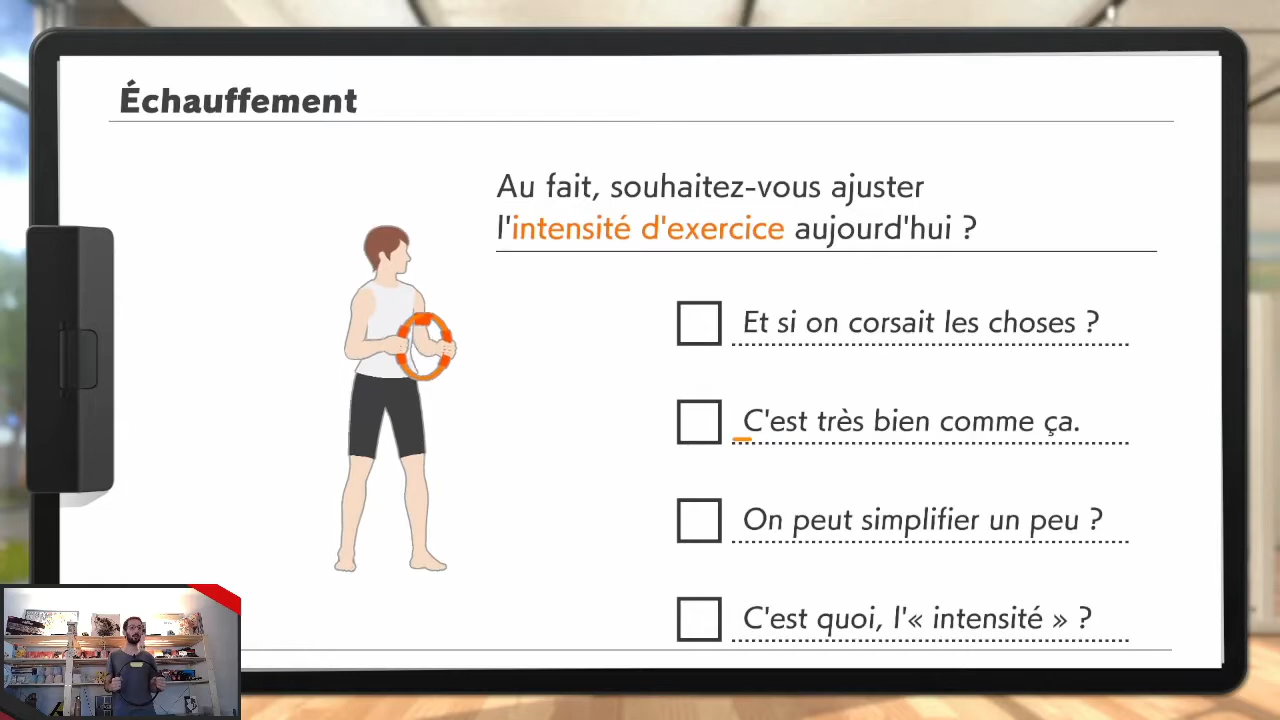 Échauffement
Au fait, souhaitez-vous ajuster
l'intensité d'exercice aujourd'hui ?
Et si on corsait les choses ?
C'est très bien comme ça.
On peut simplifier un peu ?
C'est quoi, l'« intensité » ?